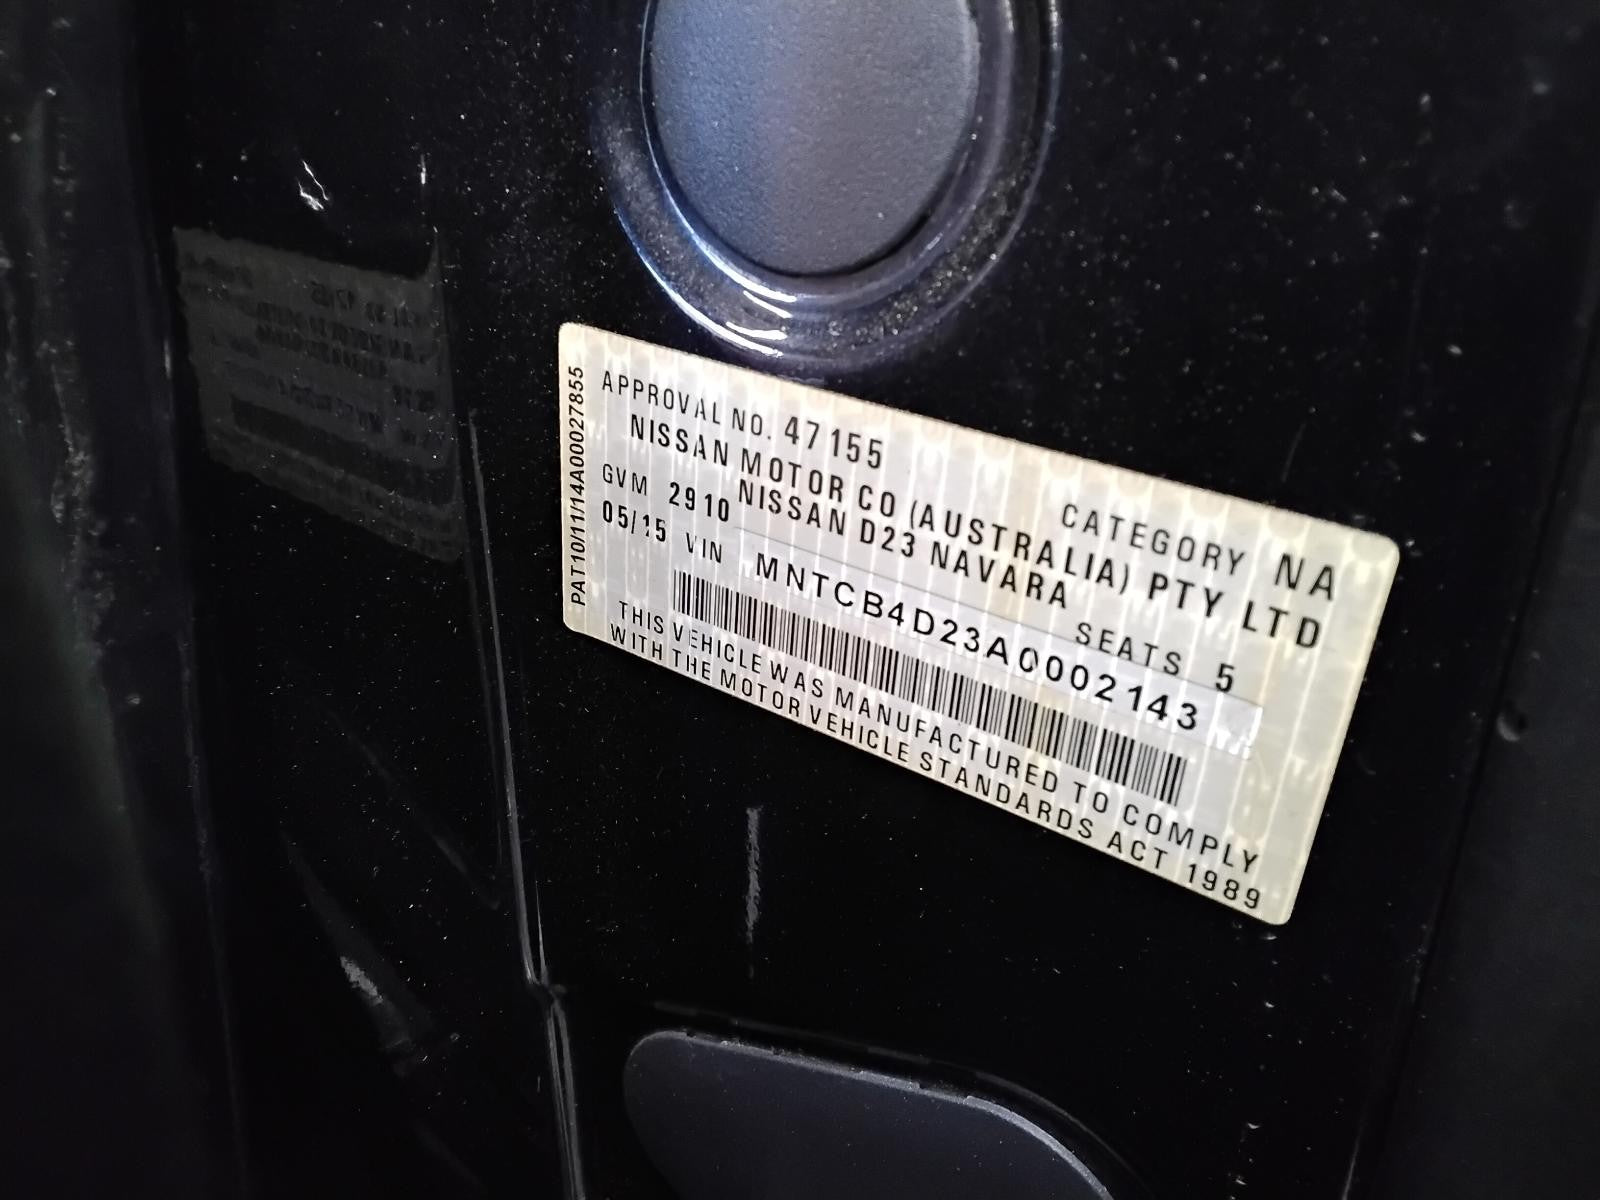 PAT10/11/14A00027855
APPROVAL NO. 47155 CATEGORY NA
NISSAN MOTOR CO (AUSTRALIA) PTY LTD
NISSAN D23 NAVARA
GVM 2910 SEATS 5
05/15 VIN MNTCB4D23A0002143
THIS VEHICLE WAS MANUFACTURED TO COMPLY
WITH THE MOTOR VEHICLE STANDARDS ACT 1989